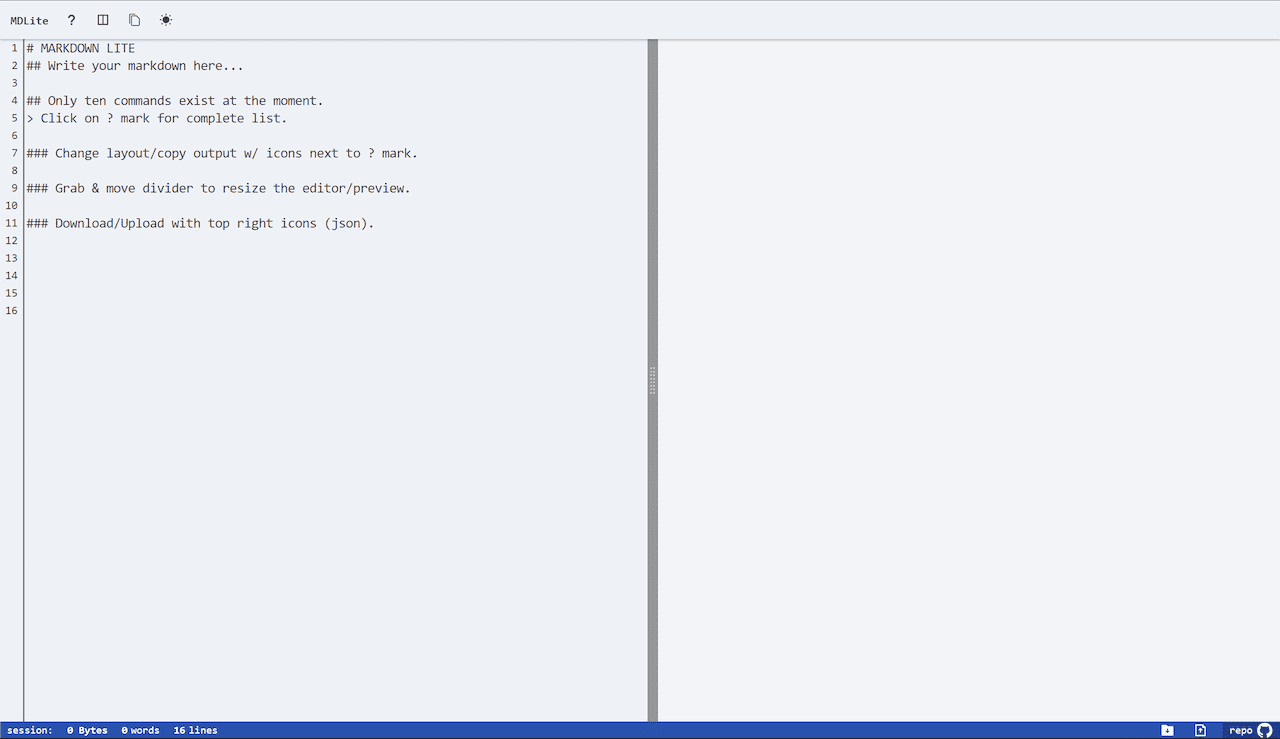 MDLite ?
1 # MARKDOWN LITE
2 ## Write your markdown here...
3
4 ## Only ten commands exist at the moment.
5 > Click on ? mark for complete list.
6
7 ### Change layout/copy output w/ icons next to ? mark.
8
9 ### Grab & move divider to resize the editor/preview.
10
11 ### Download/Upload with top right icons (json).
12
13
14
15
16
session: 0 Bytes 0 words 16 lines repo